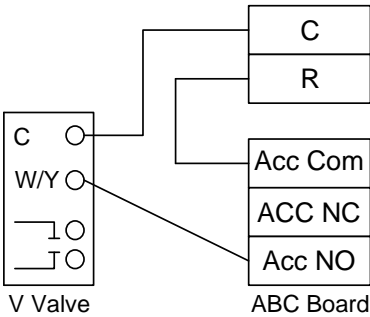 C
R
C
W/Y
Acc Com
ACC NC
Acc NO
V Valve
ABC Board